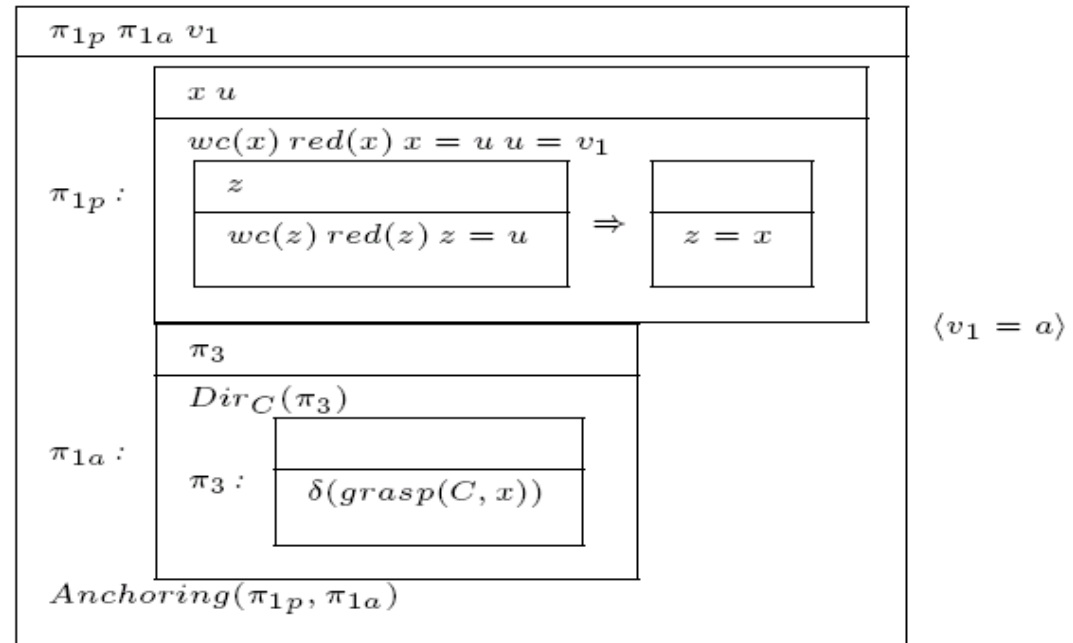 π1p π1a v1
x u
wc(x) red(x) x = u u = v1
z
π1p :
wc(z) red(z) z = u ⇒ z = x
⟨v1 = a⟩
π3
DirC(π3)
π1a :
π3 :
δ(grasp(C, x))
Anchoring(π1p, π1a)